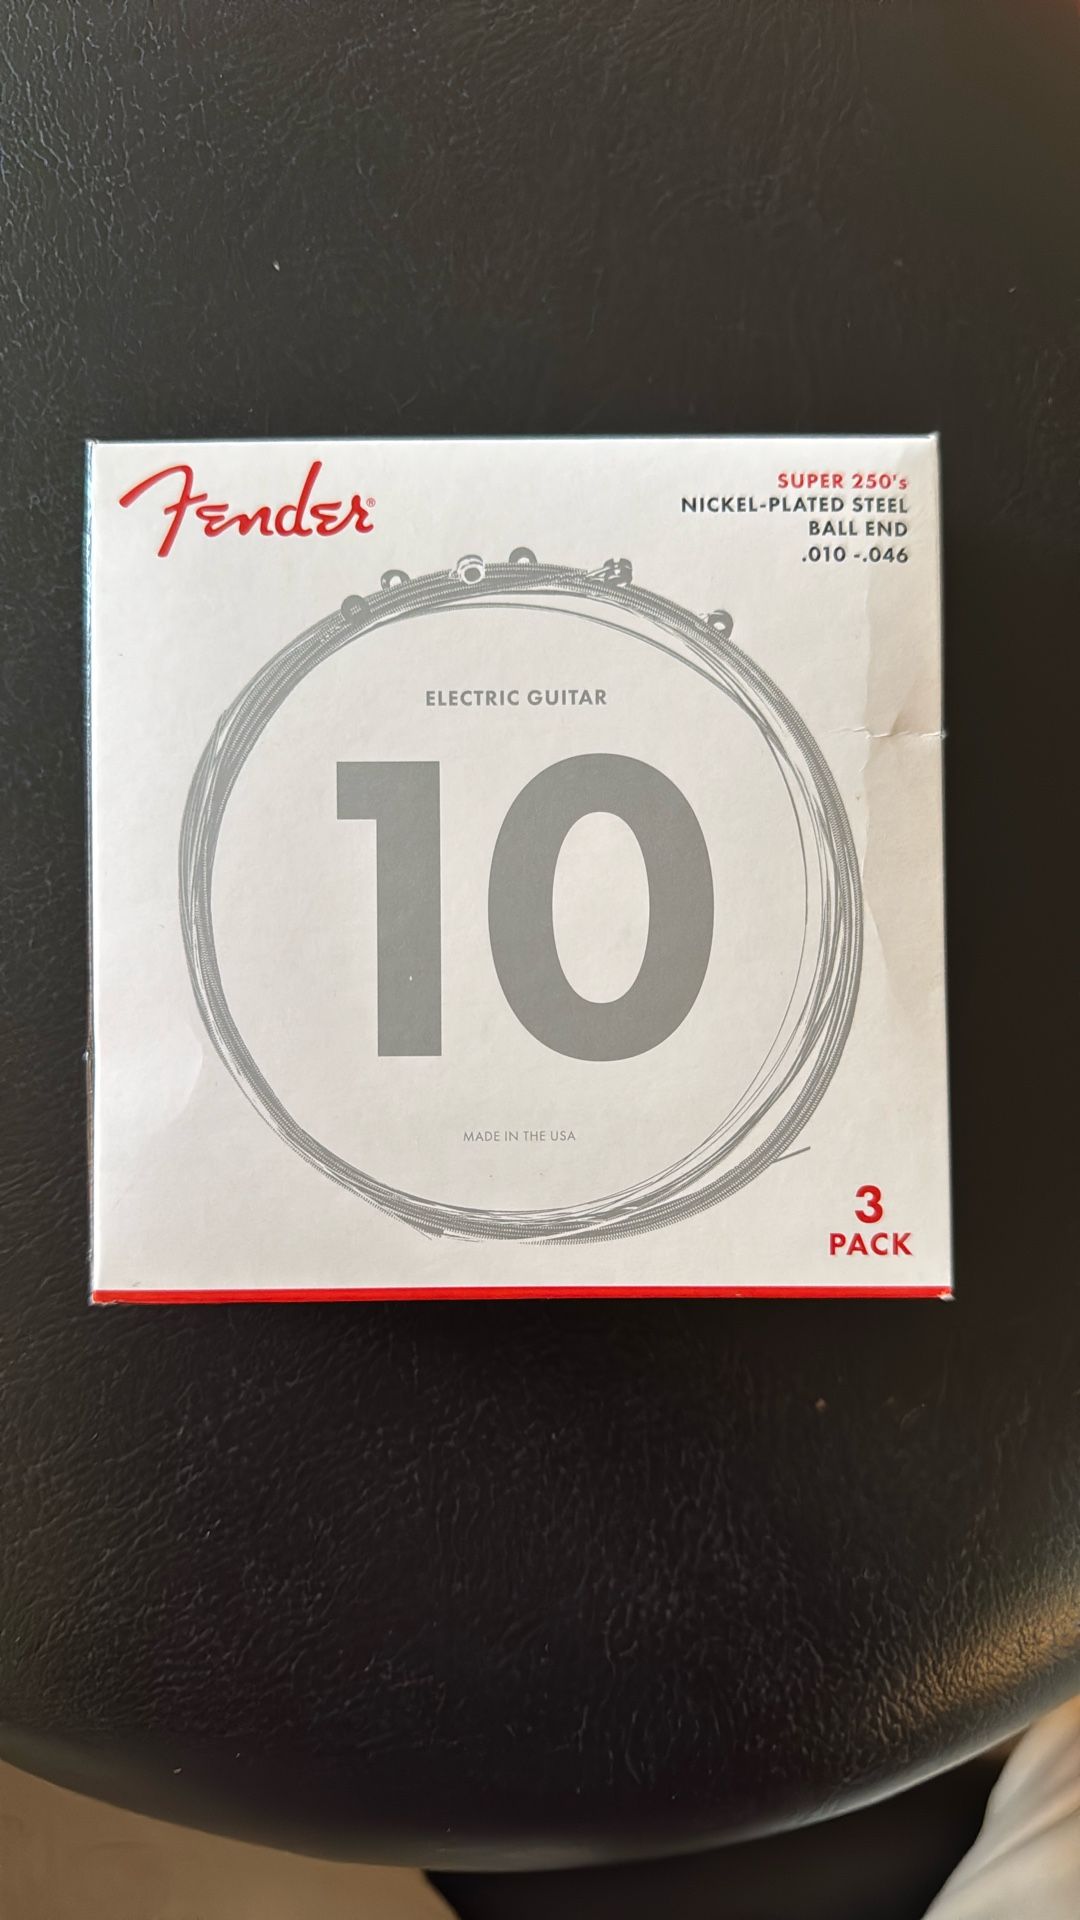 Fender®
SUPER 250's
NICKEL-PLATED STEEL
BALL END
.010 -.046
ELECTRIC GUITAR
10
MADE IN THE USA
3
PACK